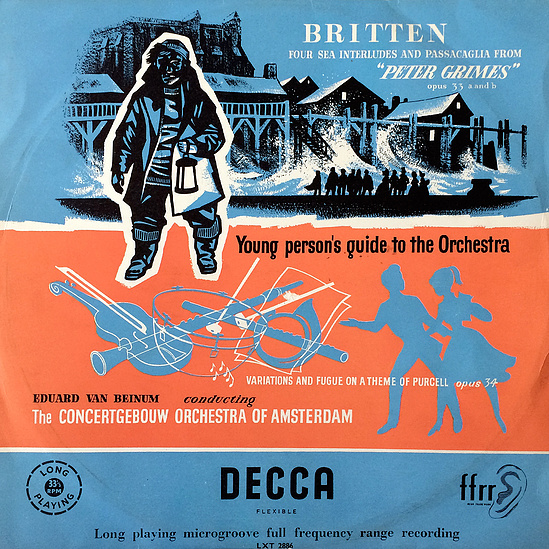 BRITTEN
FOUR SEA INTERLUDES AND PASSACAGLIA FROM
"PETER GRIMES"
opus 33 a and b
Young person's guide to the Orchestra
VARIATIONS AND FUGUE ON A THEME OF PURCELL opus 34
EDUARD VAN BEINUM conducting
The CONCERTGEBOUW ORCHESTRA OF AMSTERDAM
LONG
33⅓
RPM
PLAYING
DECCA
FLEXIBLE
ffrr
Long playing microgroove full frequency range recording
LXT 2886